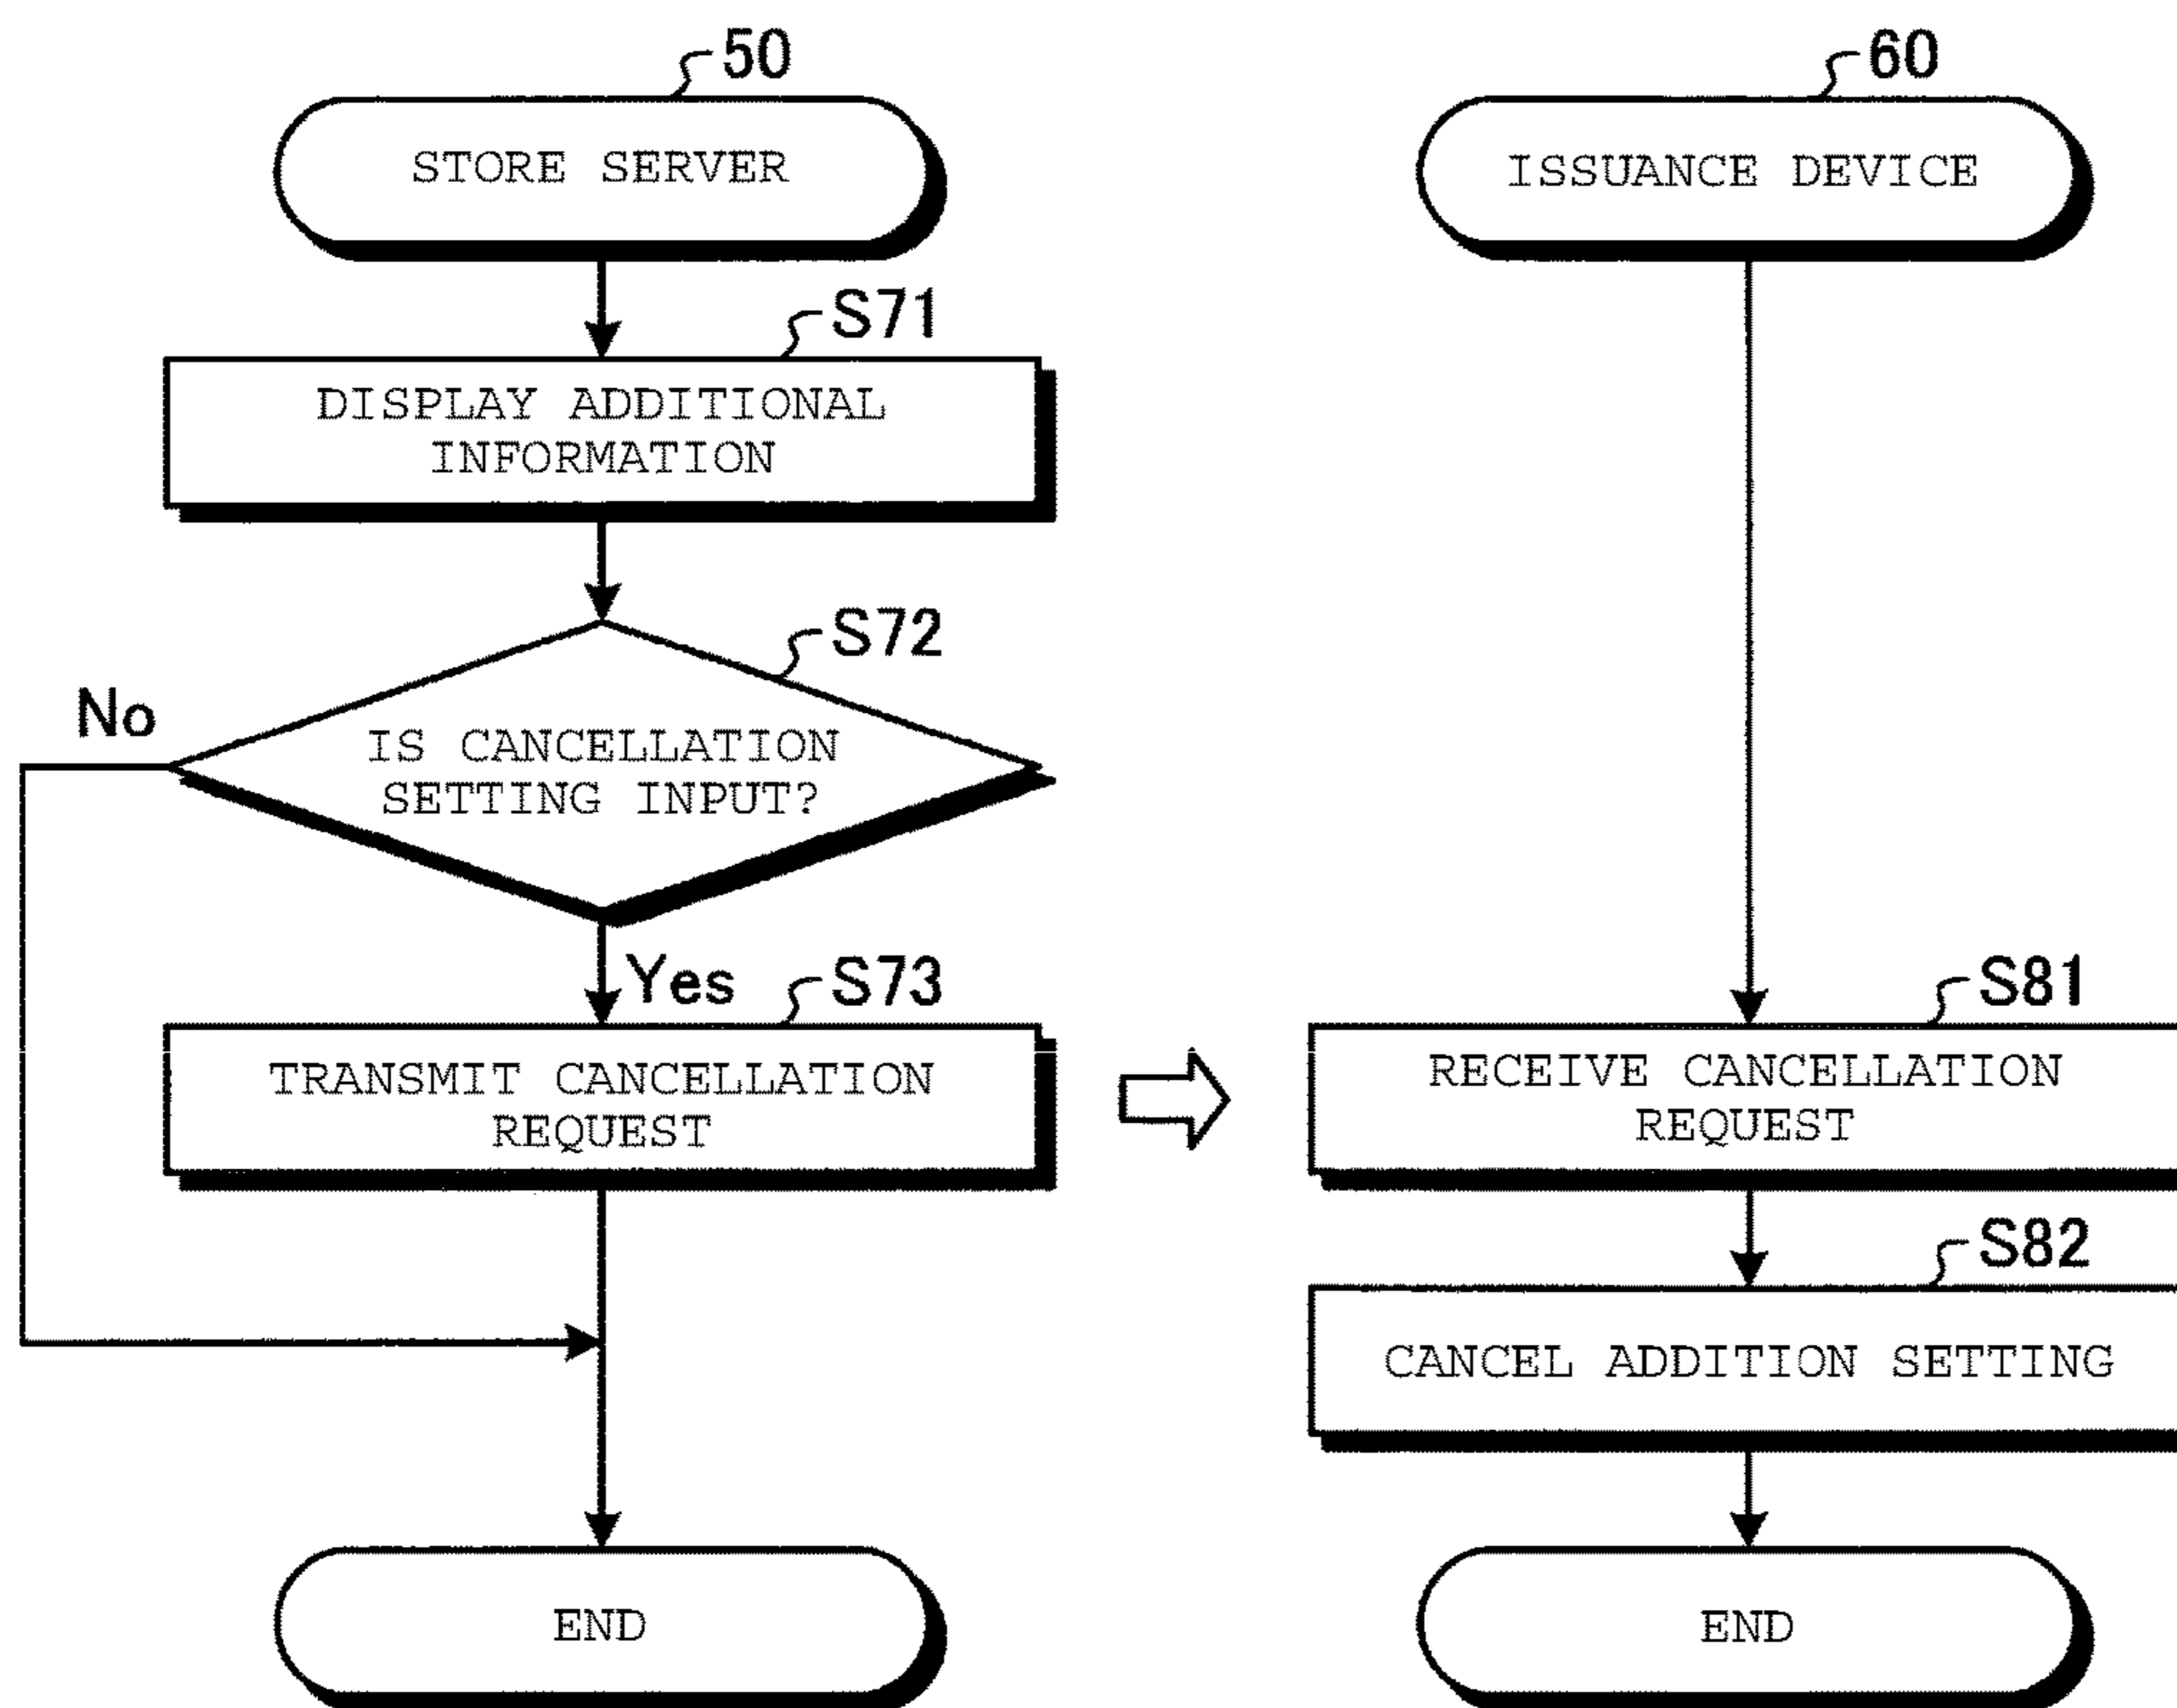 50
STORE SERVER
S71
DISPLAY ADDITIONAL
INFORMATION
S72
No
IS CANCELLATION
SETTING INPUT?
Yes
S73
TRANSMIT CANCELLATION
REQUEST
END
60
ISSUANCE DEVICE
S81
RECEIVE CANCELLATION
REQUEST
S82
CANCEL ADDITION SETTING
END